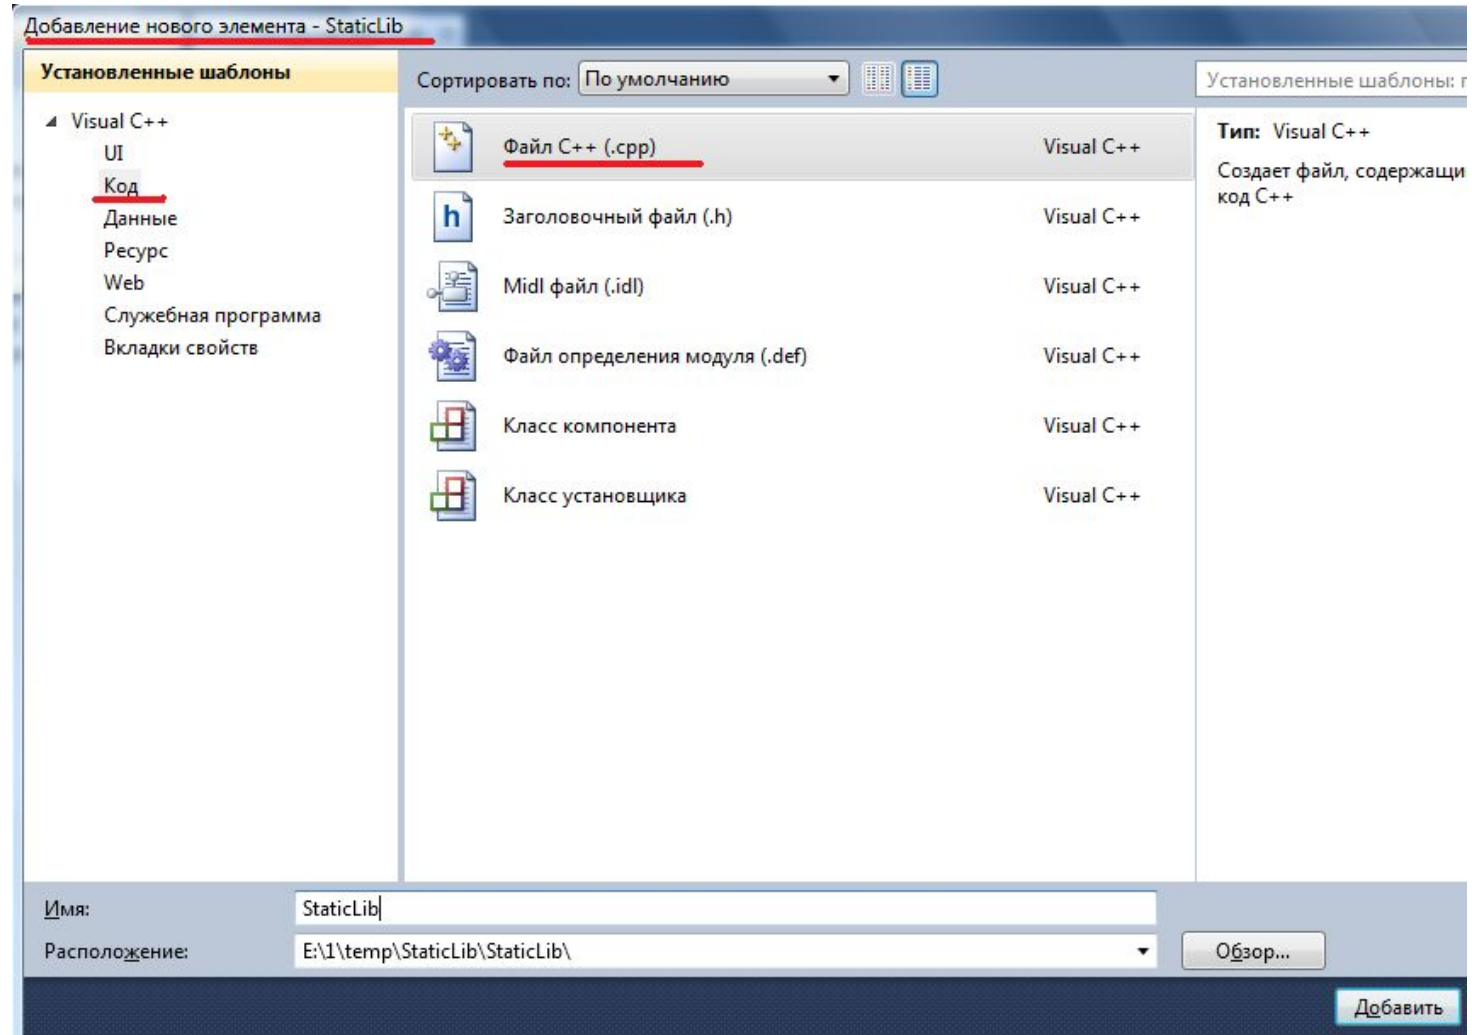 Добавление нового элемента - StaticLib
Установленные шаблоны
Сортировать по: По умолчанию
Установленные шаблоны:
Visual C++
UI
Код
Данные
Ресурс
Web
Служебная программа
Вкладки свойств
Файл C++ (.cpp) Visual C++
h Заголовочный файл (.h) Visual C++
Midl файл (.idl) Visual C++
Файл определения модуля (.def) Visual C++
Класс компонента Visual C++
Класс установщика Visual C++
Тип: Visual C++
Создает файл, содержащи
код C++
Имя: StaticLib
Расположение: E:\1\temp\StaticLib\StaticLib\
Обзор...
Добавить